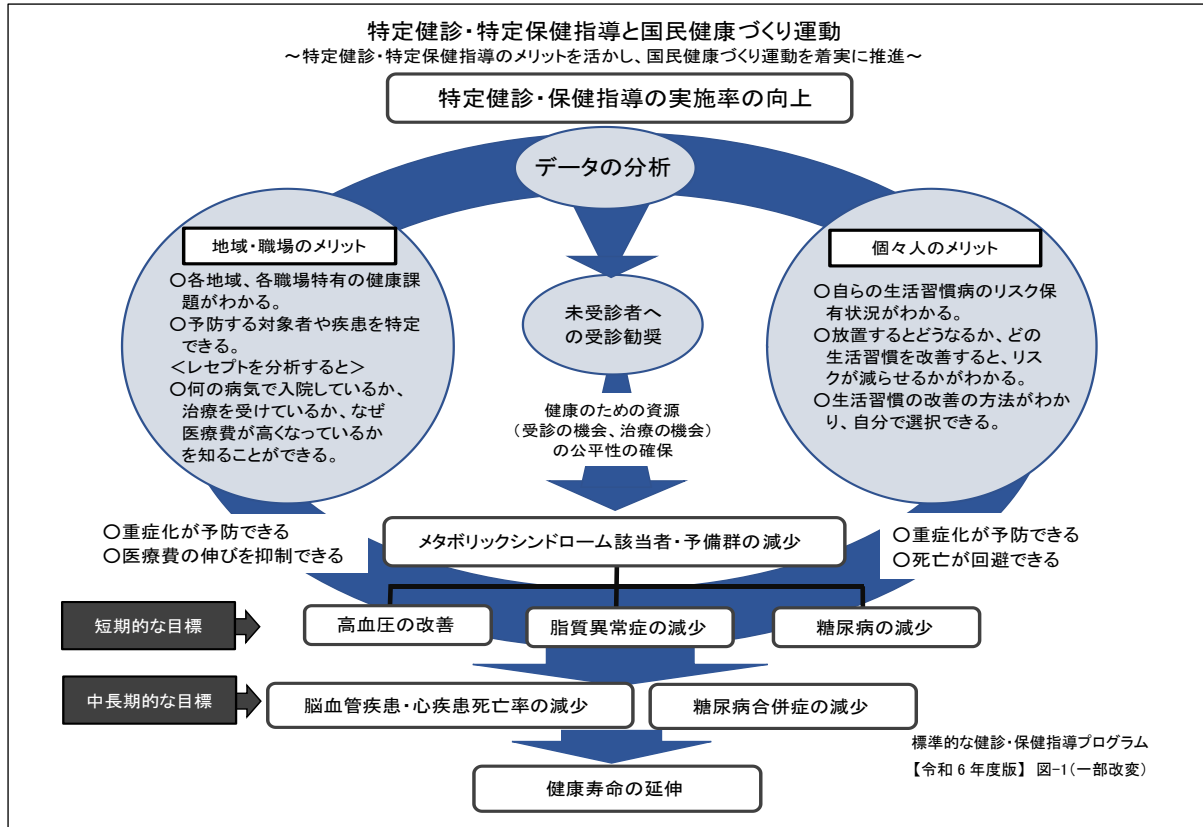 特定健診・特定保健指導と国民健康づくり運動
～特定健診・特定保健指導のメリットを活かし、国民健康づくり運動を着実に推進～
特定健診・保健指導の実施率の向上
データの分析
地域・職場のメリット
○各地域、各職場特有の健康課
題がわかる。
○予防する対象者や疾患を特定
できる。
＜レセプトを分析すると＞
○何の病気で入院しているか、
治療を受けているか、なぜ
医療費が高くなっているか
を知ることができる。
未受診者へ
の受診勧奨
個々人のメリット
○自らの生活習慣病のリスク保
有状況がわかる。
○放置するとどうなるか、どの
生活習慣を改善すると、リス
クが減らせるかがわかる。
○生活習慣の改善の方法がわか
り、自分で選択できる。
健康のための資源
（受診の機会、治療の機会）
の公平性の確保
○重症化が予防できる
○医療費の伸びを抑制できる
メタボリックシンドローム該当者・予備群の減少
○重症化が予防できる
○死亡が回避できる
短期的な目標
高血圧の改善
脂質異常症の減少
糖尿病の減少
中長期的な目標
脳血管疾患・心疾患死亡率の減少
糖尿病合併症の減少
健康寿命の延伸
標準的な健診・保健指導プログラム
【令和6年度版】 図-1（一部改変）